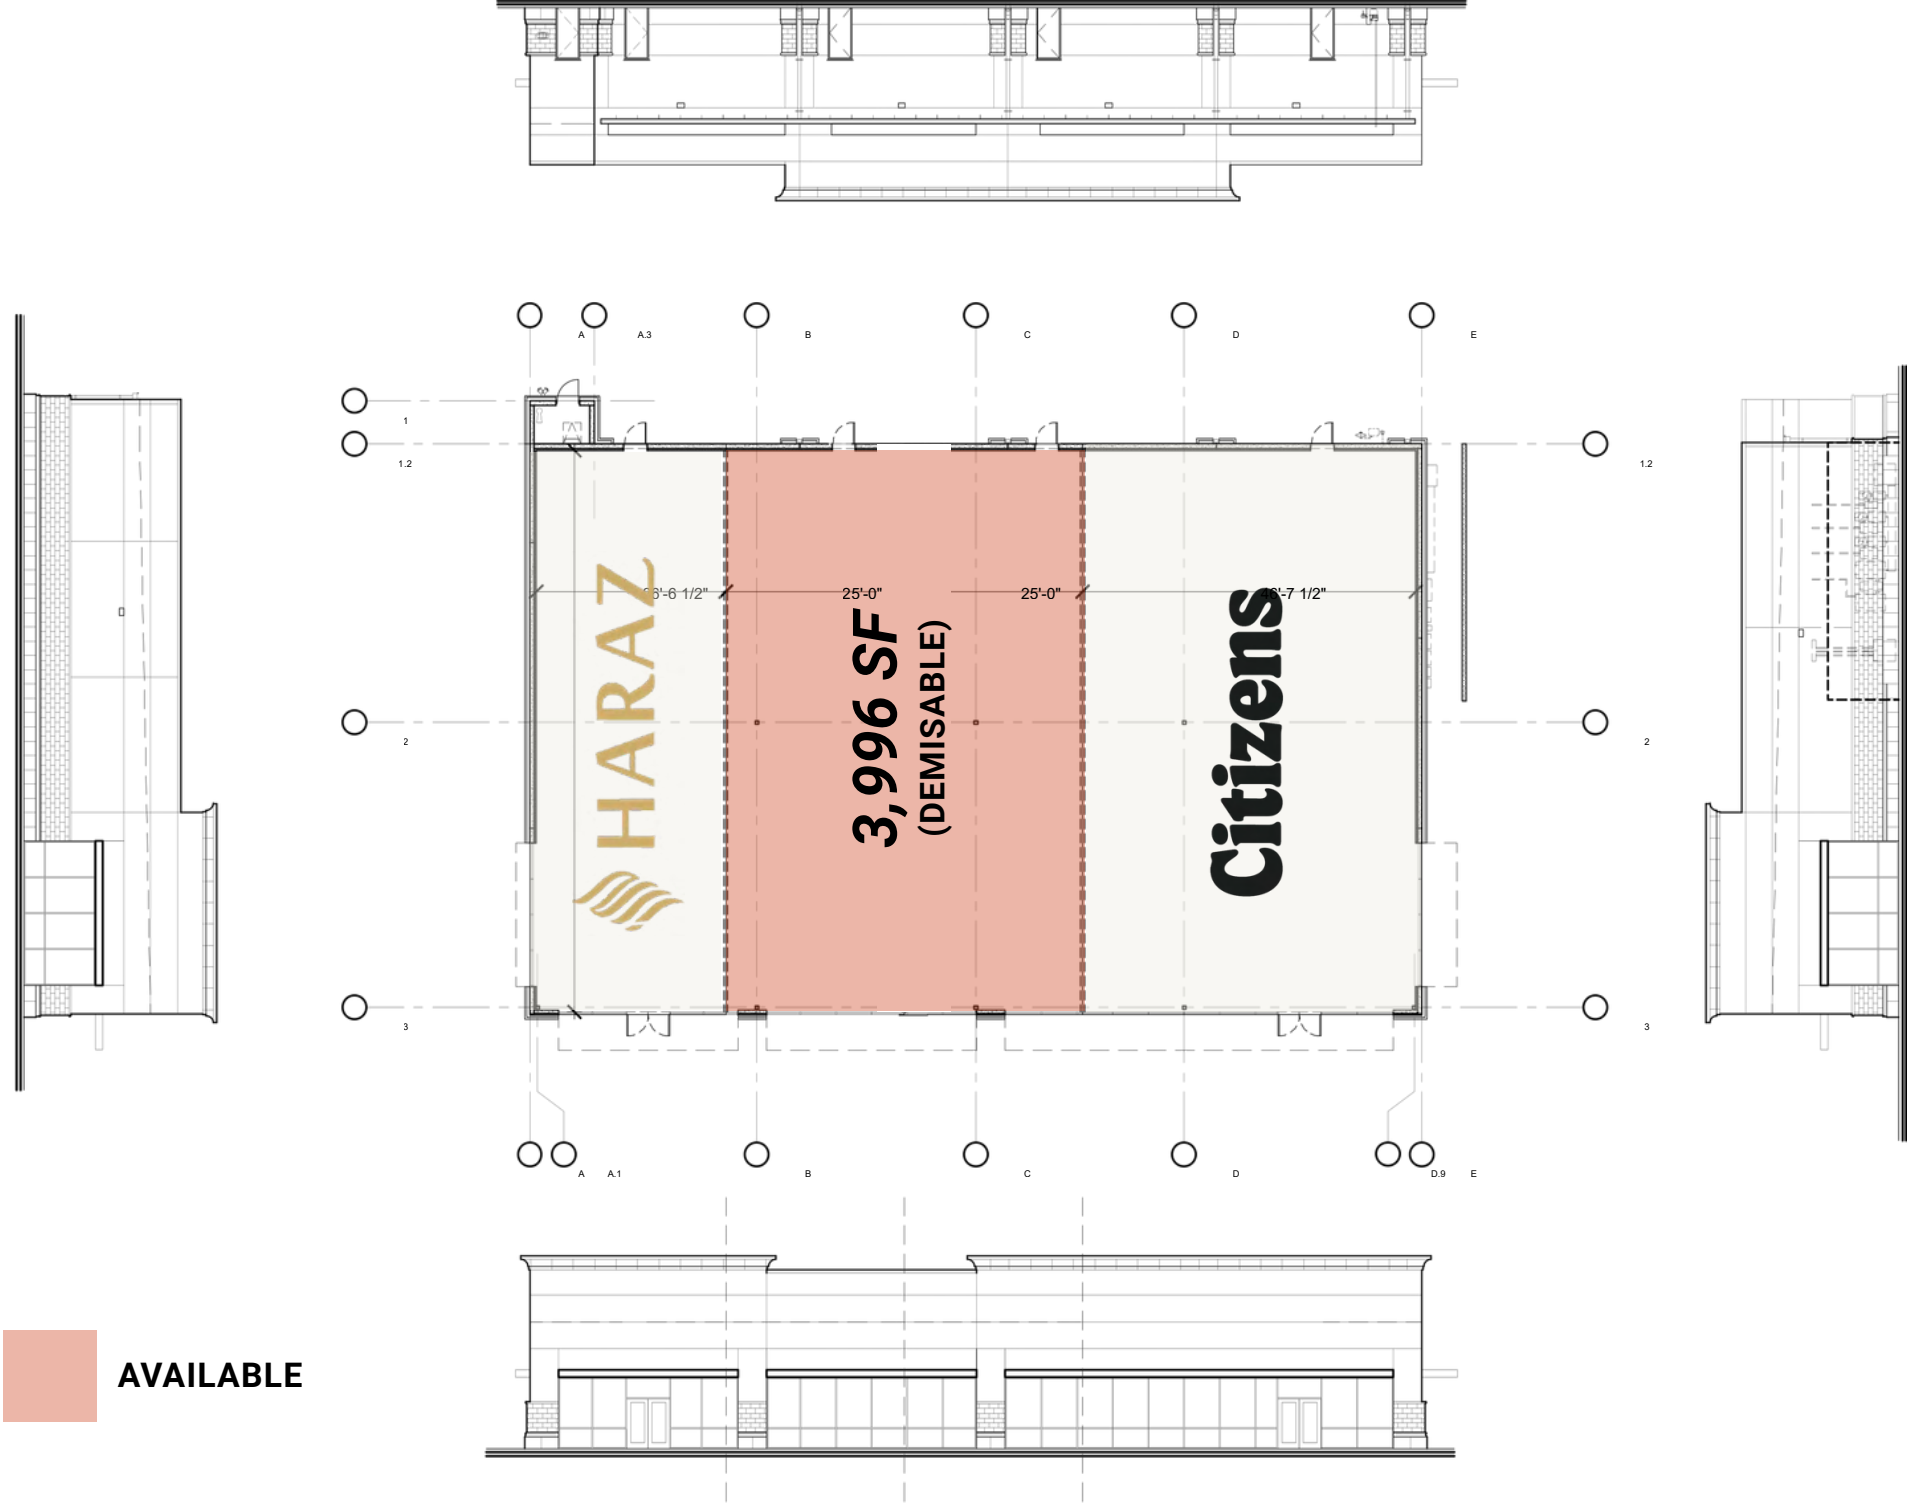 A A.3 B C D E
1
1.2 1.2
25'-0" 25'-0"
HARAZ
3,996 SF
(DEMISABLE)
Citizens
2 2
3 3
A A.1 B C D D.9 E
AVAILABLE